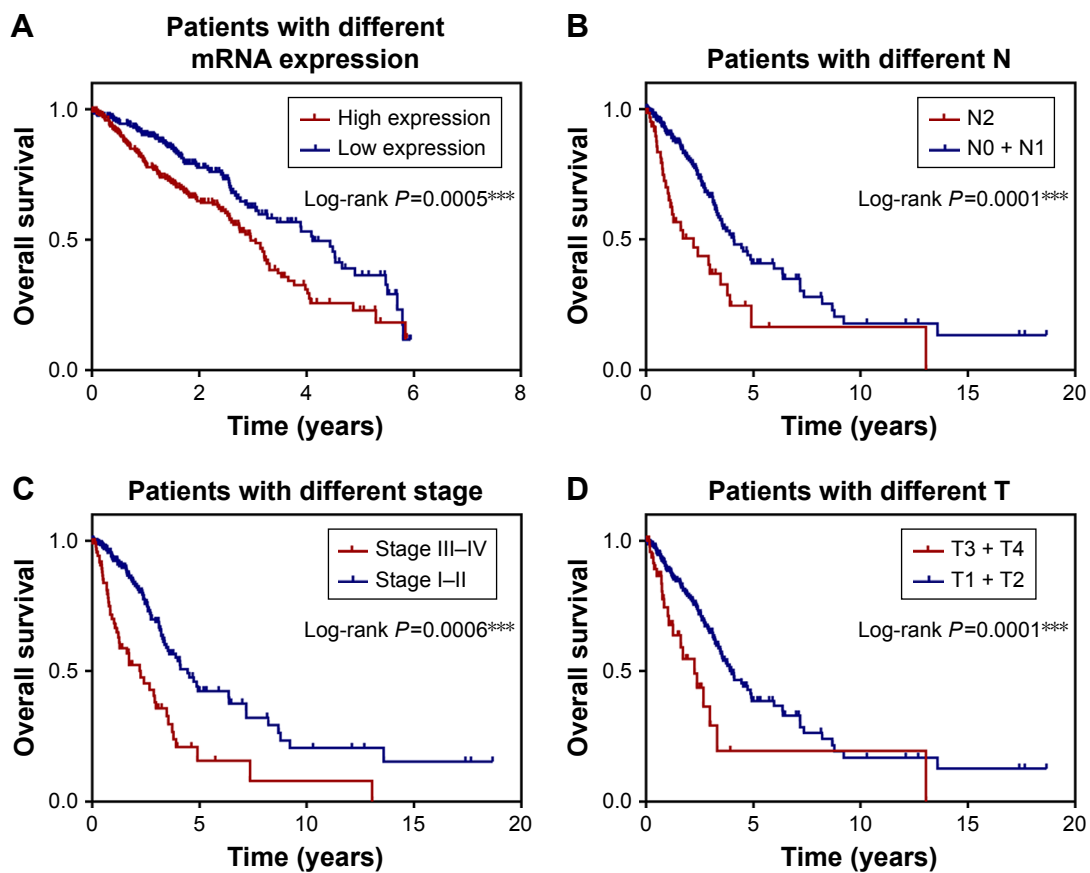 A
Patients with different
mRNA expression
1.0
0.5
0.0
Overall survival
High expression
Low expression
Log-rank P=0.0005***
0 2 4 6 8
Time (years)
B
Patients with different N
1.0
0.5
0.0
Overall survival
N2
N0 + N1
Log-rank P=0.0001***
0 5 10 15 20
Time (years)
C
Patients with different stage
1.0
0.5
0.0
Overall survival
Stage III–IV
Stage I–II
Log-rank P=0.0006***
0 5 10 15 20
Time (years)
D
Patients with different T
1.0
0.5
0.0
Overall survival
T3 + T4
T1 + T2
Log-rank P=0.0001***
0 5 10 15 20
Time (years)